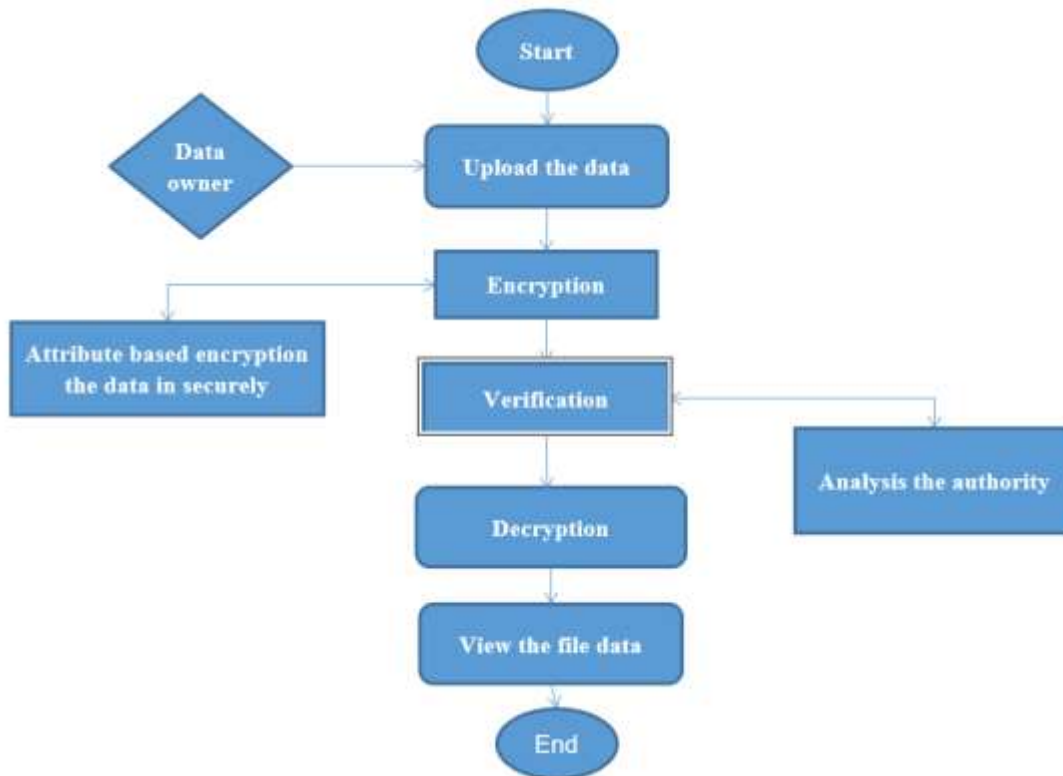 Start
Data
owner
Upload the data
Encryption
Attribute based encryption
the data in securely
Verification
Analysis the authority
Decryption
View the file data
End